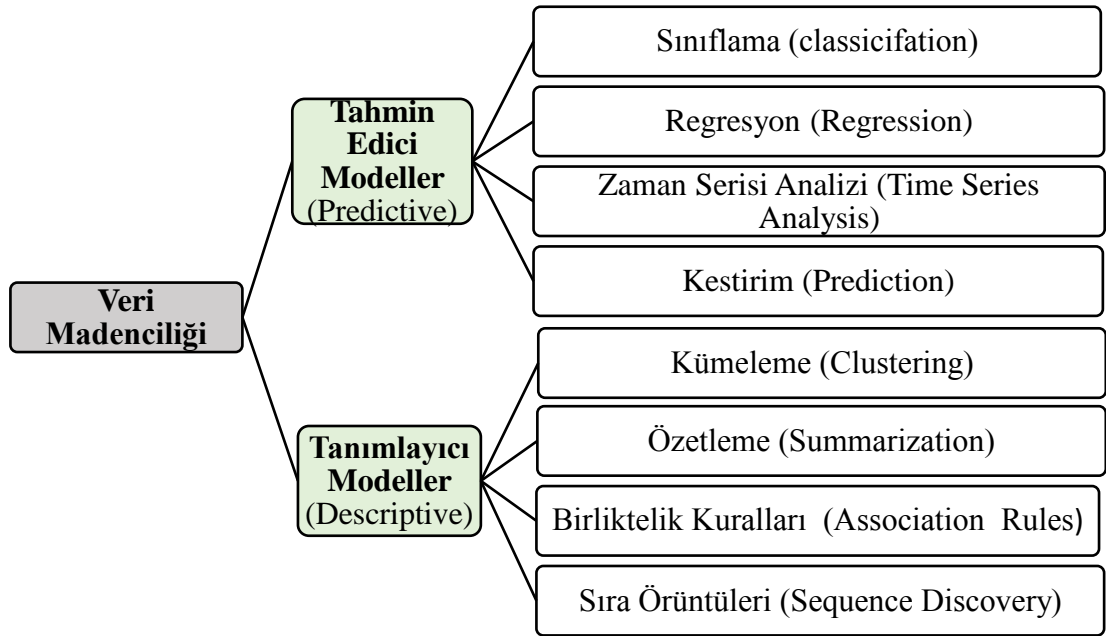 Veri
Madenciliği
Tahmin
Edici
Modeller
(Predictive)
Sınıflama (classicifation)
Regresyon (Regression)
Zaman Serisi Analizi (Time Series
Analysis)
Kestirim (Prediction)
Tanımlayıcı
Modeller
(Descriptive)
Kümeleme (Clustering)
Özetleme (Summarization)
Birliktelik Kuralları (Association Rules)
Sıra Örüntüleri (Sequence Discovery)